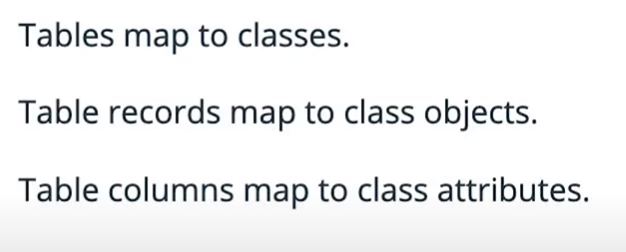 Tables map to classes.
Table records map to class objects.
Table columns map to class attributes.